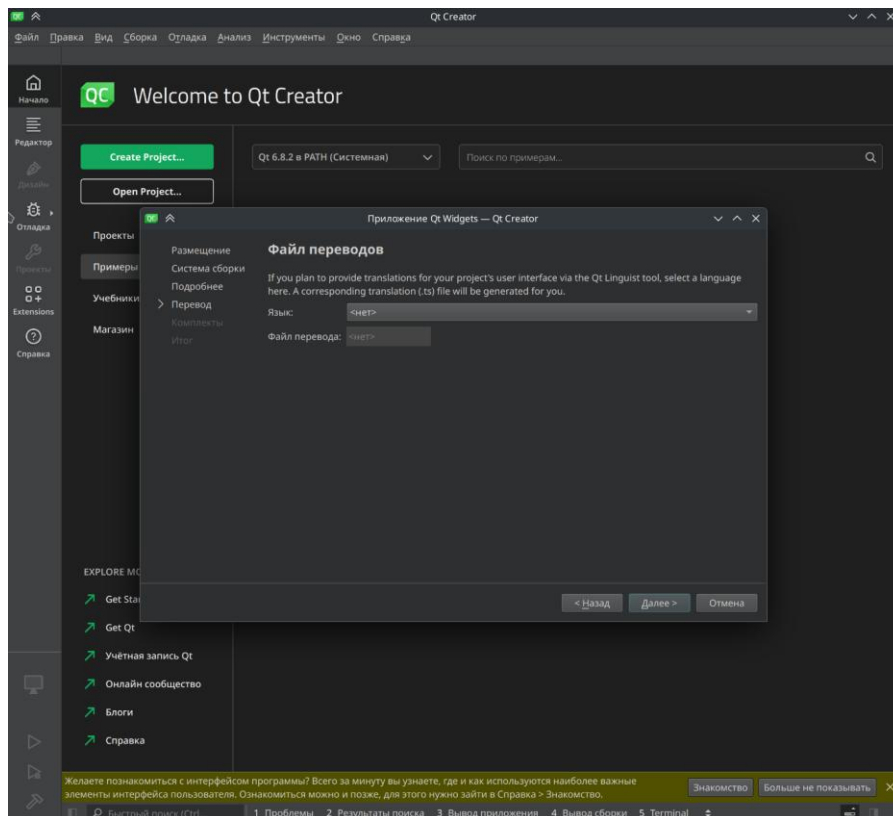 Qt Creator
Файл Правка Вид Сборка Отладка Анализ Инструменты Окно Справка
Начало
Редактор
Дизайн
Отладка
Проекты
Extensions
Справка
QC Welcome to Qt Creator
Create Project...
Qt 6.8.2 в PATH (Системная)
Поиск по примерам...
Open Project...
Проекты
Примеры
Учебники
Магазин
Приложение Qt Widgets — Qt Creator
Размещение
Система сборки
Подробнее
Перевод
Комплекты
Итог
Файл переводов
If you plan to provide translations for your project's user interface via the Qt Linguist tool, select a language
here. A corresponding translation (.ts) file will be generated for you.
Язык: <нет>
Файл перевода: <нет>
< Назад Далее > Отмена
EXPLORE MO
Get Sta
Get Qt
Учётная запись Qt
Онлайн сообщество
Блоги
Справка
Желаете познакомиться с интерфейсом программы? Всего за минуту вы узнаете, где и как используются наиболее важные
элементы интерфейса пользователя. Ознакомиться можно и позже, для этого нужно зайти в Справка > Знакомство.
Знакомство Больше не показывать
Быстрый поиск (Ctrl 1 Проблемы 2 Результаты поиска 3 Вывод приложения 4 Вывод сборки 5 Terminal